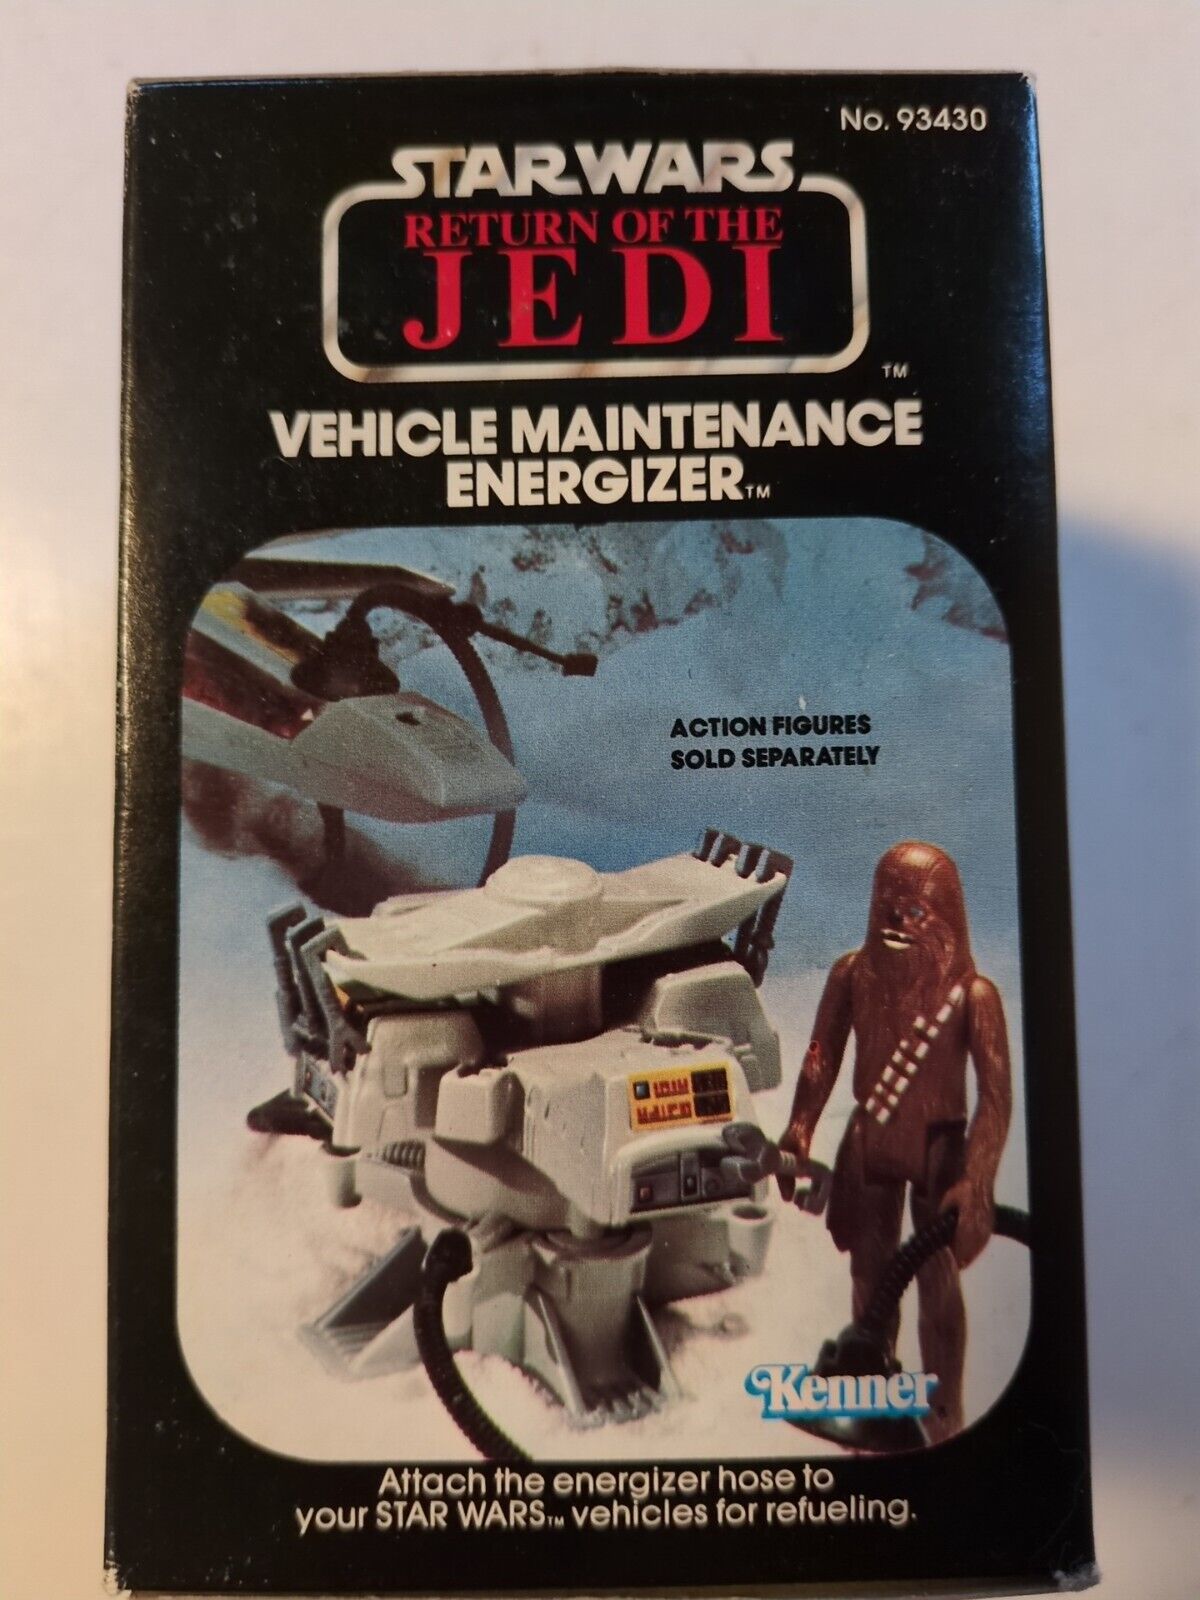 No. 93430
STAR WARS
RETURN OF THE
JEDI
TM
VEHICLE MAINTENANCE
ENERGIZER TM
ACTION FIGURES
SOLD SEPARATELY
Kenner
Attach the energizer hose to
your STAR WARS TM vehicles for refueling.